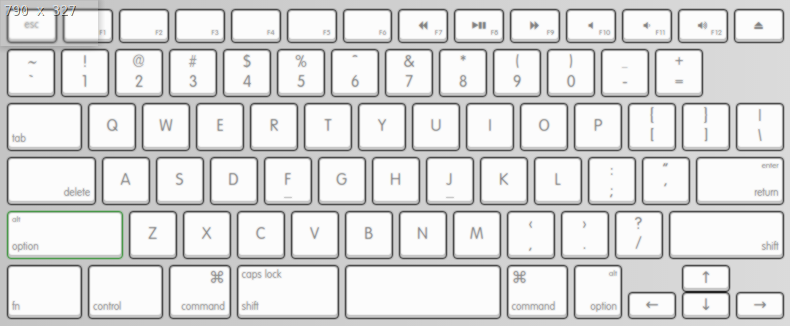 790 x 327
esc F1 F2 F3 F4 F5 F6 F7 F8 F9 F10 F11 F12
~ ! @ # $ % ^ & * ( ) _ +
` 1 2 3 4 5 6 7 8 9 0 - =
tab Q W E R T Y U I O P { [ } ] | \
delete A S D F G H J K L : ; " ' enter return
alt option Z X C V B N M ‹ , › . ? / shift
fn control ⌘ command caps lock shift ⌘ command alt option ← ↑ ↓ →